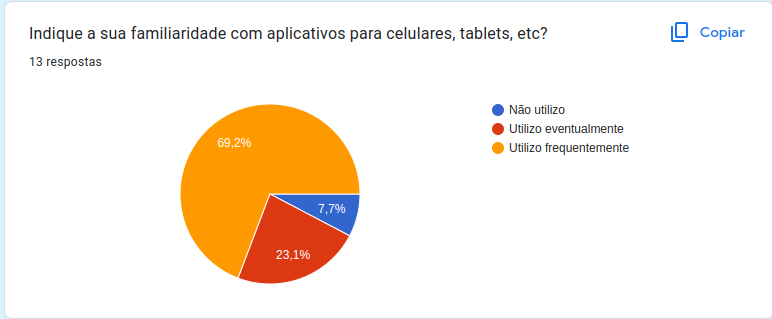 Indique a sua familiaridade com aplicativos para celulares, tablets, etc?
Copiar
13 respostas
Não utilizo
Utilizo eventualmente
Utilizo frequentemente
69,2%
7,7%
23,1%